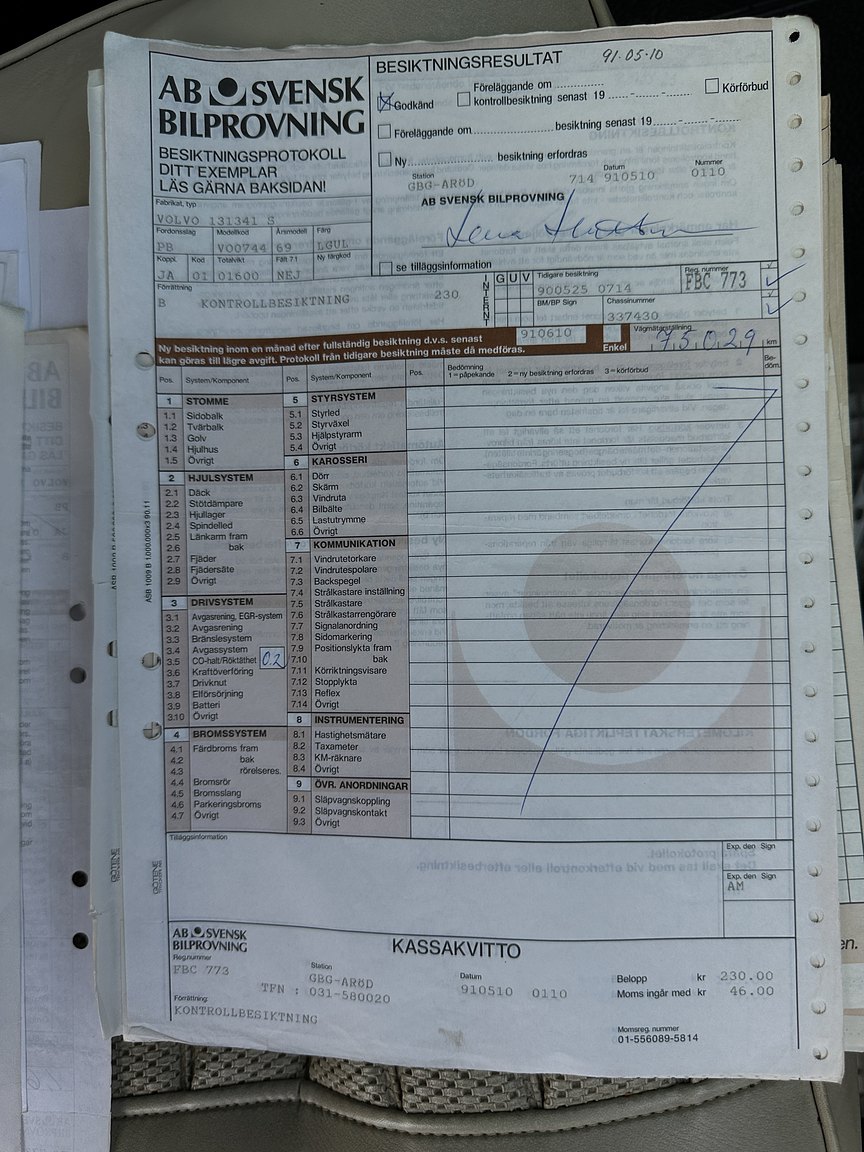 AB SVENSK
BILPROVNING
BESIKTNINGSPROTOKOLL
DITT EXEMPLAR
LÄS GÄRNA BAKSIDAN!
BESIKTNINGSRESULTAT 91-05-10
Godkänd
Föreläggande om
kontrollbesiktning senast 19
Körförbud
Föreläggande om besiktning senast 19
Ny besiktning erfordras
Station Datum Nummer
GBG-ARÖD 714 910510 0110
AB SVENSK BILPROVNING
se tilläggsinformation
Fabrikat, typ
VOLVO 131341 S
Fordonsslag Modellkod Årsmodell Färg
PB V00744 69 LGUL
Koppl. Kod Totalvikt Fält 71 Ny färgkod
JA 01 01600 NEJ
Förrättning
B KONTROLLBESIKTNING 230
INTERNT
G U V
Tidigare besiktning
900525 0714
Reg. nummer
FBC 773
BM/BP Sign
Chassinummer
337430
910610
Enkel
Vägmätarställning
73029 km
Ny besiktning inom en månad efter fullständig besiktning d.v.s. senast
kan göras till lägre avgift. Protokoll från tidigare besiktning måste då medföras.
Pos. System/Komponent Pos. System/Komponent Pos. Bedömning
1 = påpekande 2 = ny besiktning erfordras 3 = körförbud
Be-
döm.
1 STOMME
1.1 Sidobalk
1.2 Tvärbalk
1.3 Golv
1.4 Hjulhus
1.5 Övrigt
2 HJULSYSTEM
2.1 Däck
2.2 Stötdämpare
2.3 Hjullager
2.4 Spindelled
2.5 Länkarm fram
2.6 bak
2.7 Fjäder
2.8 Fjädersäte
2.9 Övrigt
3 DRIVSYSTEM
3.1 Avgasrening, EGR-system
3.2 Avgasrening
3.3 Bränslesystem
3.4 Avgassystem
3.5 CO-halt/Röktäthet 0.2
3.6 Kraftöverföring
3.7 Drivknut
3.8 Elförsörjning
3.9 Batteri
3.10 Övrigt
4 BROMSSYSTEM
4.1 Färdbroms fram
4.2 bak
4.3 rörelseres.
4.4 Bromsrör
4.5 Bromsslang
4.6 Parkeringsbroms
4.7 Övrigt
5 STYRSYSTEM
5.1 Styrled
5.2 Styrväxel
5.3 Hjälpstyrarm
5.4 Övrigt
6 KAROSSERI
6.1 Dörr
6.2 Skärm
6.3 Vindruta
6.4 Bilbälte
6.5 Lastutrymme
6.6 Övrigt
7 KOMMUNIKATION
7.1 Vindrutetorkare
7.2 Vindrutespolare
7.3 Backspegel
7.4 Strålkastare inställning
7.5 Strålkastare
7.6 Strålkastarrengörare
7.7 Signalanordning
7.8 Sidomarkering
7.9 Positionslykta fram
7.10 bak
7.11 Körriktningsvisare
7.12 Stopplykta
7.13 Reflex
7.14 Övrigt
8 INSTRUMENTERING
8.1 Hastighetsmätare
8.2 Taxameter
8.3 KM-räknare
8.4 Övrigt
9 ÖVR. ANORDNINGAR
9.1 Släpvagnskoppling
9.2 Släpvagnskontakt
9.3 Övrigt
Tilläggsinformation
Exp. den Sign
Exp. den Sign
AM
AB SVENSK
BILPROVNING
KASSAKVITTO
Reg.nummer
FBC 773
Station
GBG-ARÖD
TFN : 031-580020
Datum
910510 0110
Belopp kr 230.00
Moms ingår med kr 46.00
Förrättning:
KONTROLLBESIKTNING
Momsreg. nummer
01-556089-5814